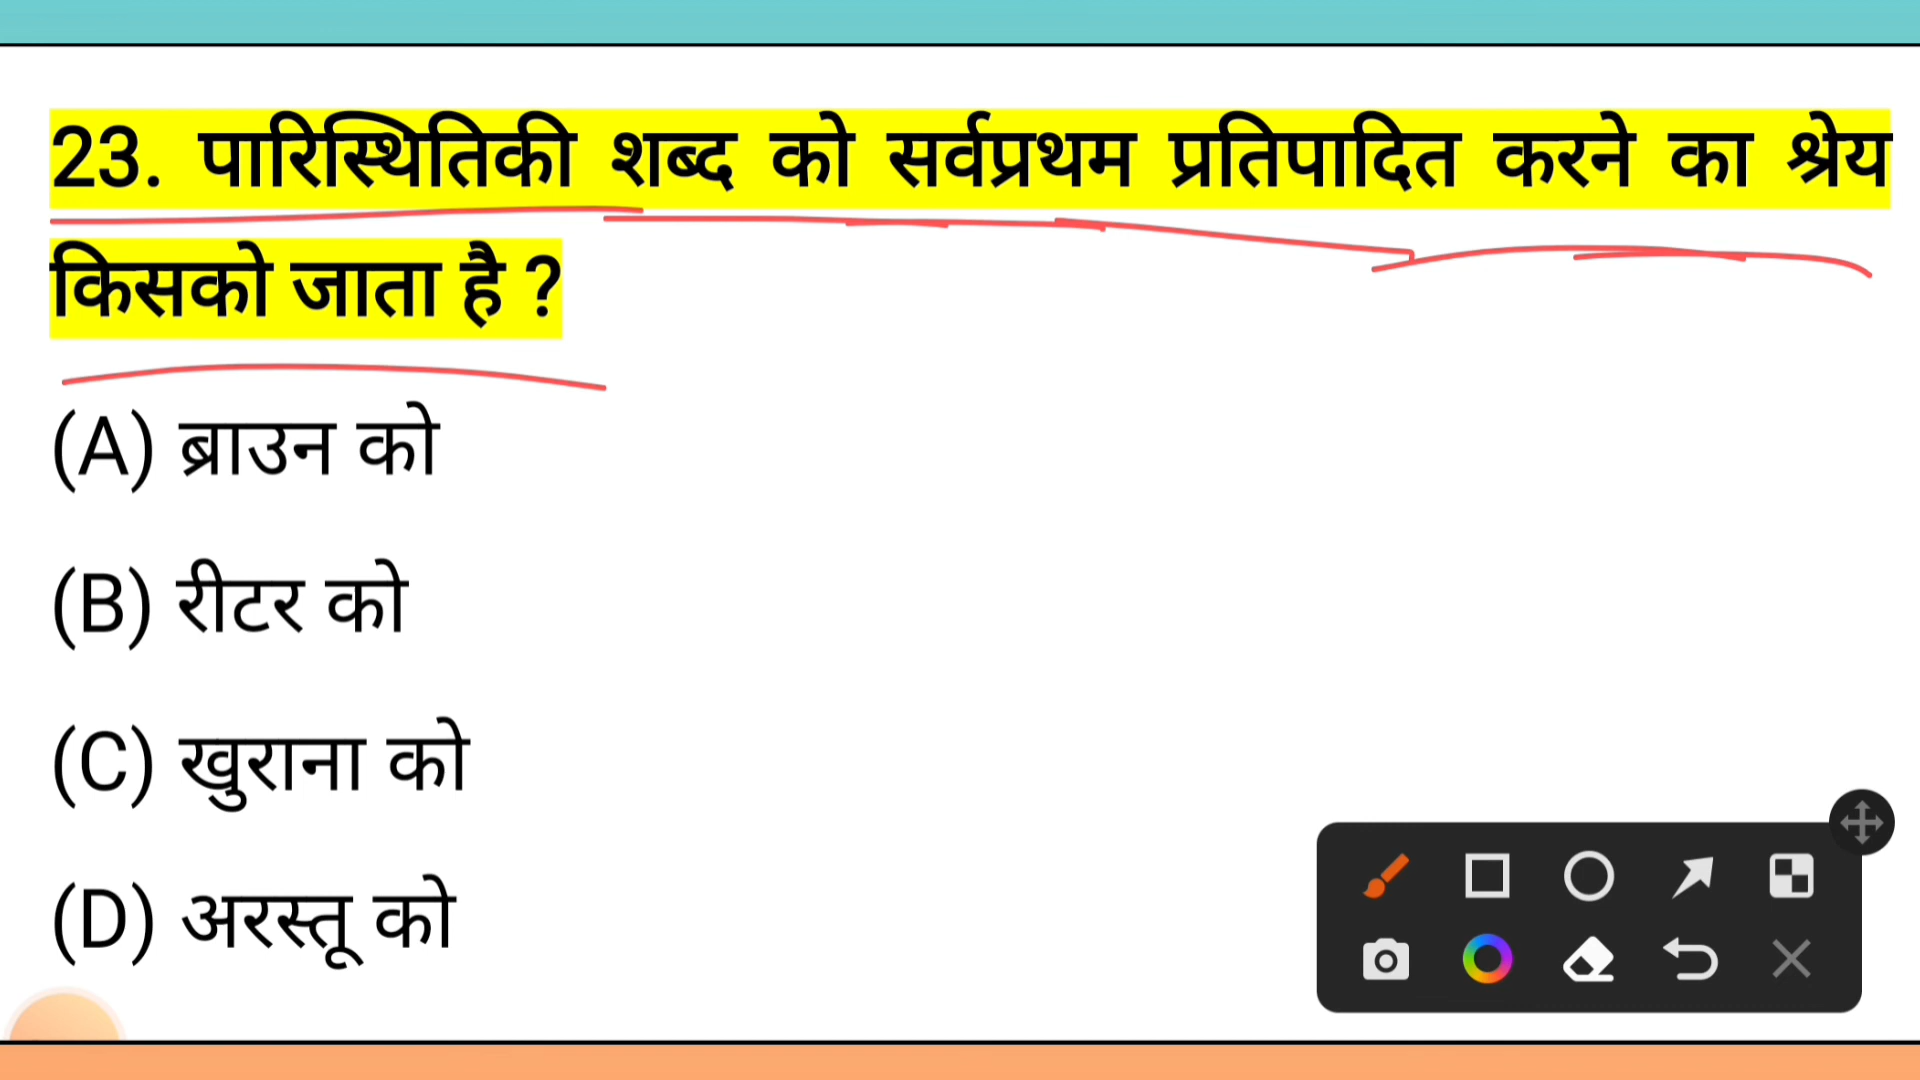 23. पारिस्थितिकी शब्द को सर्वप्रथम प्रतिपादित करने का श्रेय
किसको जाता है ?
(A) ब्राउन को
(B) रीटर को
(C) खुराना को
(D) अरस्तू को